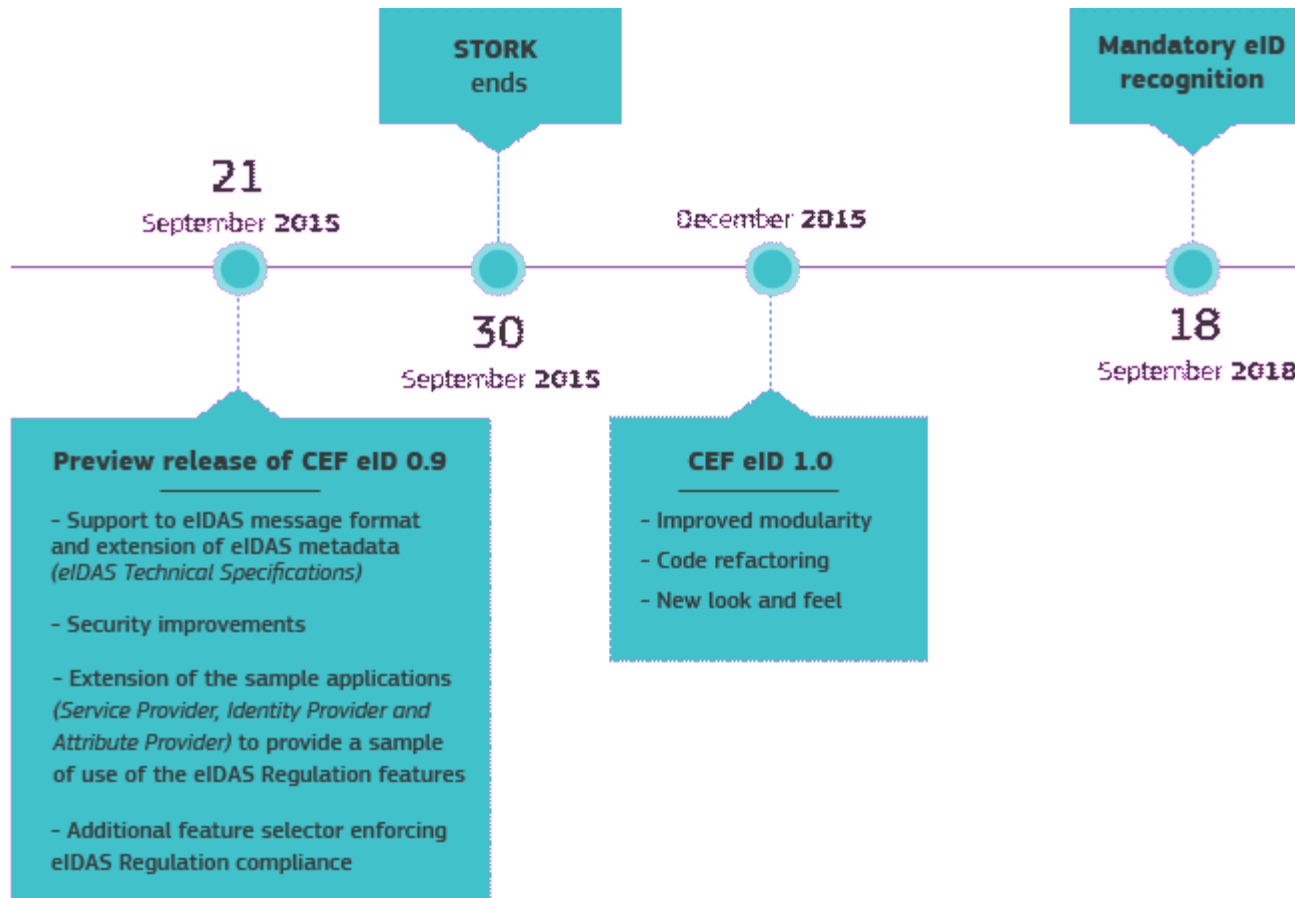 STORK
ends
Mandatory eID
recognition
21
September 2015
December 2015
30
September 2015
18
September 2018
Preview release of CEF eID 0.9
- Support to eIDAS message format
and extension of eIDAS metadata
(eIDAS Technical Specifications)
- Security improvements
- Extension of the sample applications
(Service Provider, Identity Provider and
Attribute Provider) to provide a sample
of use of the eIDAS Regulation features
- Additional feature selector enforcing
eIDAS Regulation compliance
CEF eID 1.0
- Improved modularity
- Code refactoring
- New look and feel